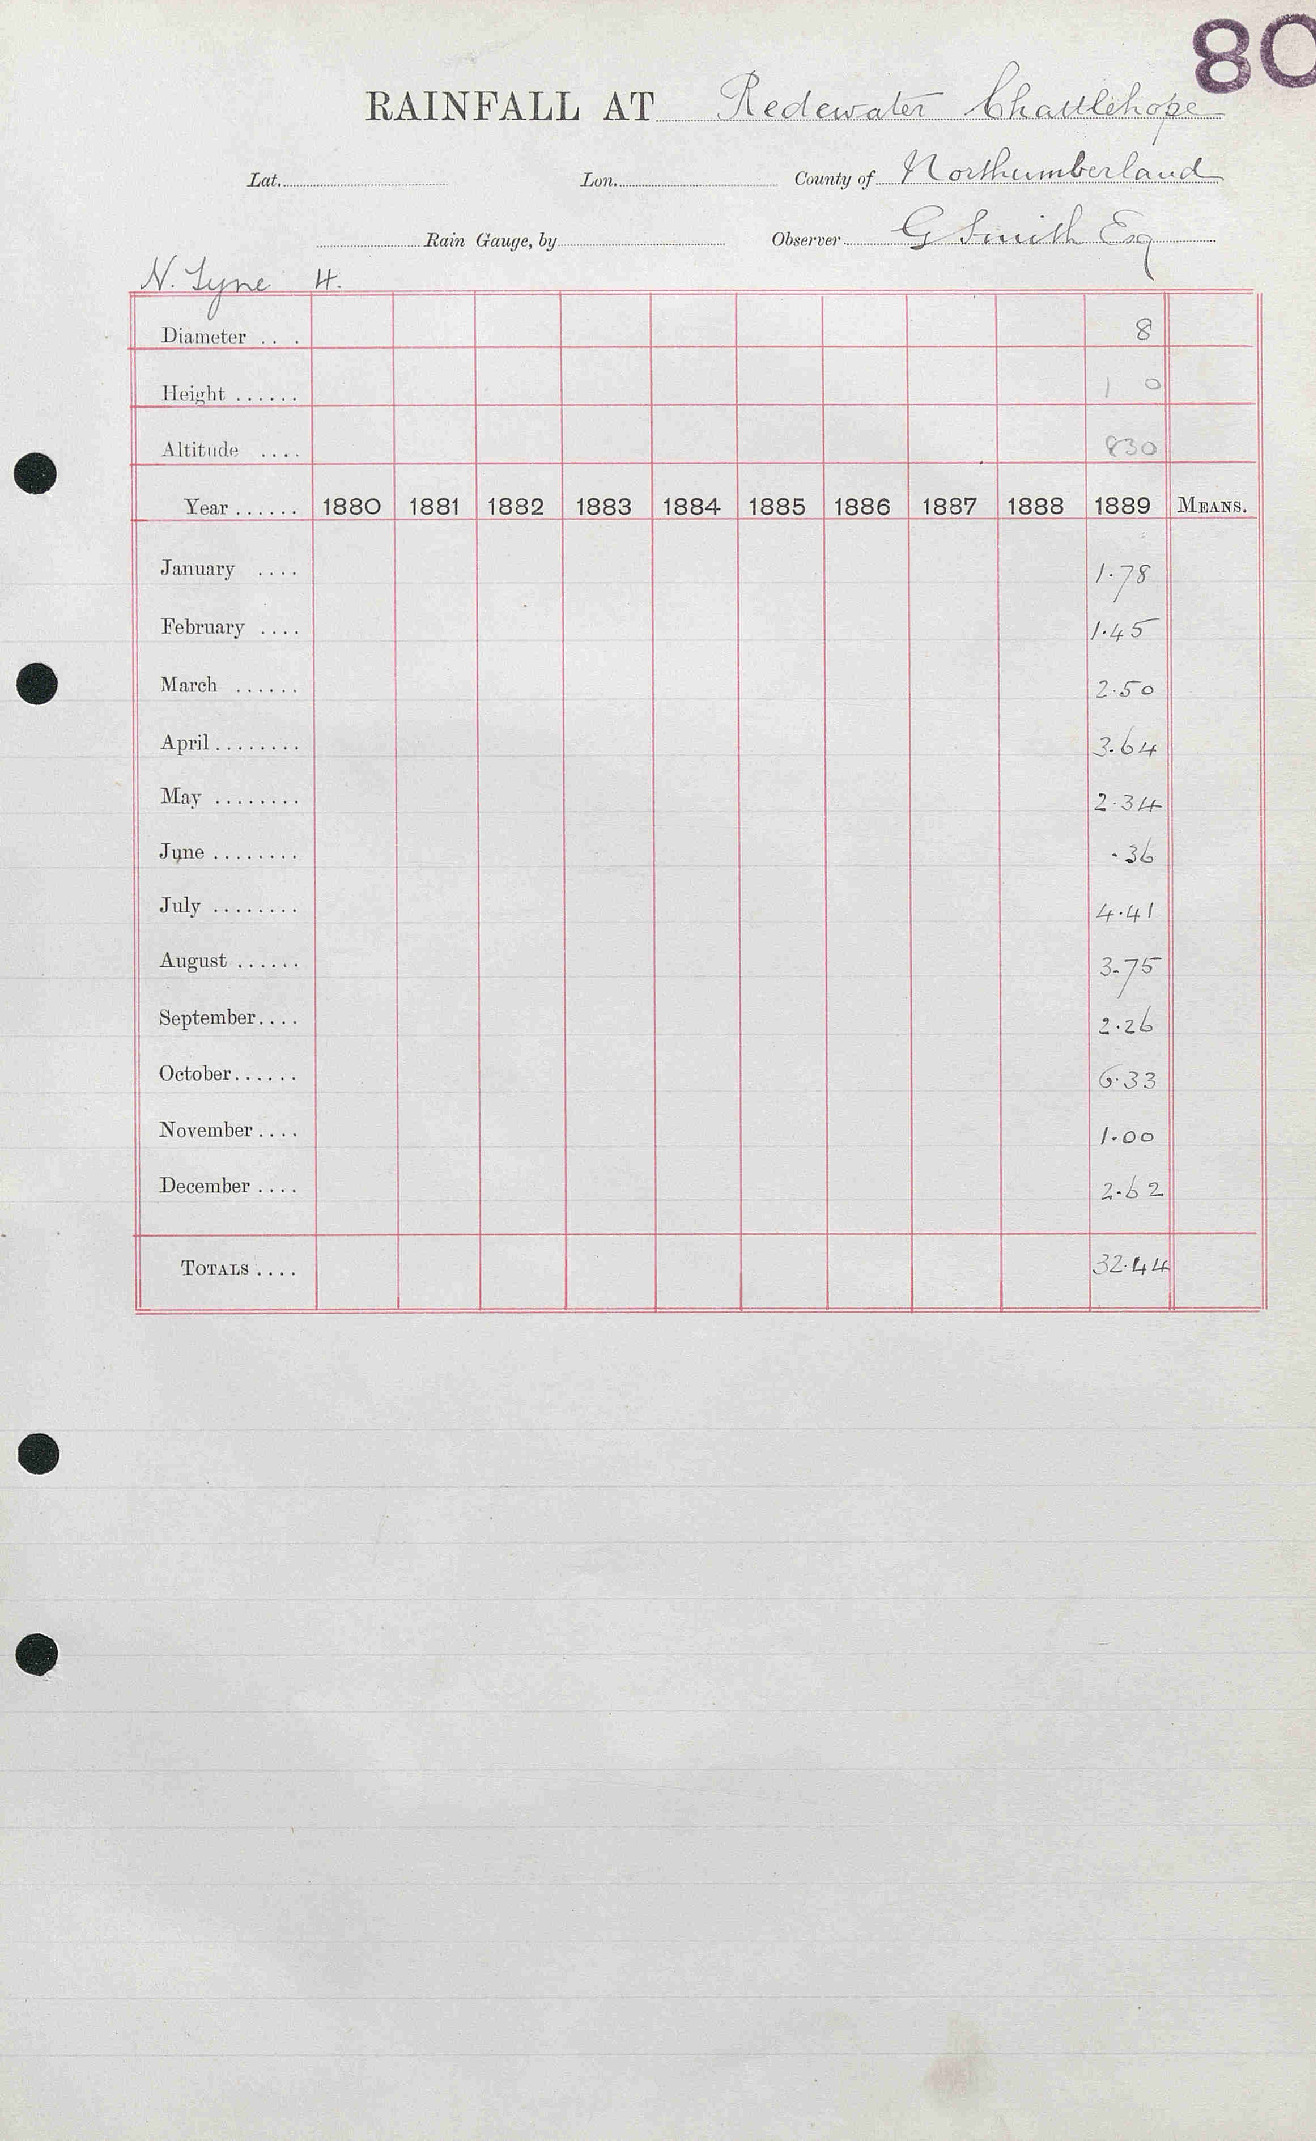 80
RAINFALL AT Redewater Chattlehope
Lat. Lon. County of Northumberland
Rain Gauge, by Observer G Smith Esq
N. Tyne 4.
Diameter .... 8
Height ...... 1 0
Altitude .... 830
Year ...... 1880 1881 1882 1883 1884 1885 1886 1887 1888 1889 MEANS.
January .... 1.78
February .... 1.45
March ...... 2.50
April ........ 3.64
May ........ 2.34
June ........ .36
July ........ 4.41
August ...... 3.75
September .... 2.26
October ...... 6.33
November .... 1.00
December .... 2.62
TOTALS .... 32.44